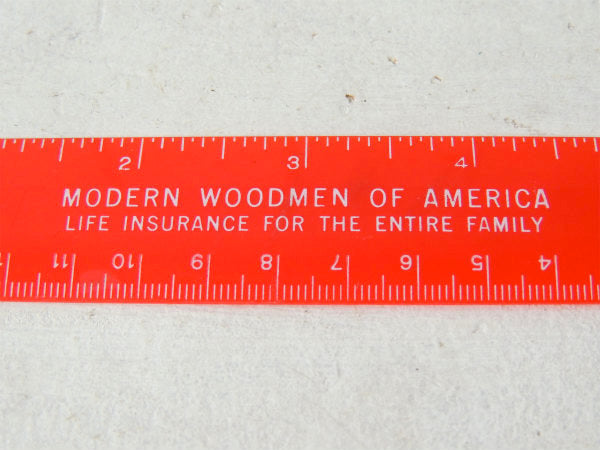 2 3 4
MODERN WOODMEN OF AMERICA
LIFE INSURANCE FOR THE ENTIRE FAMILY
11 10 9 8 7 6 5 4